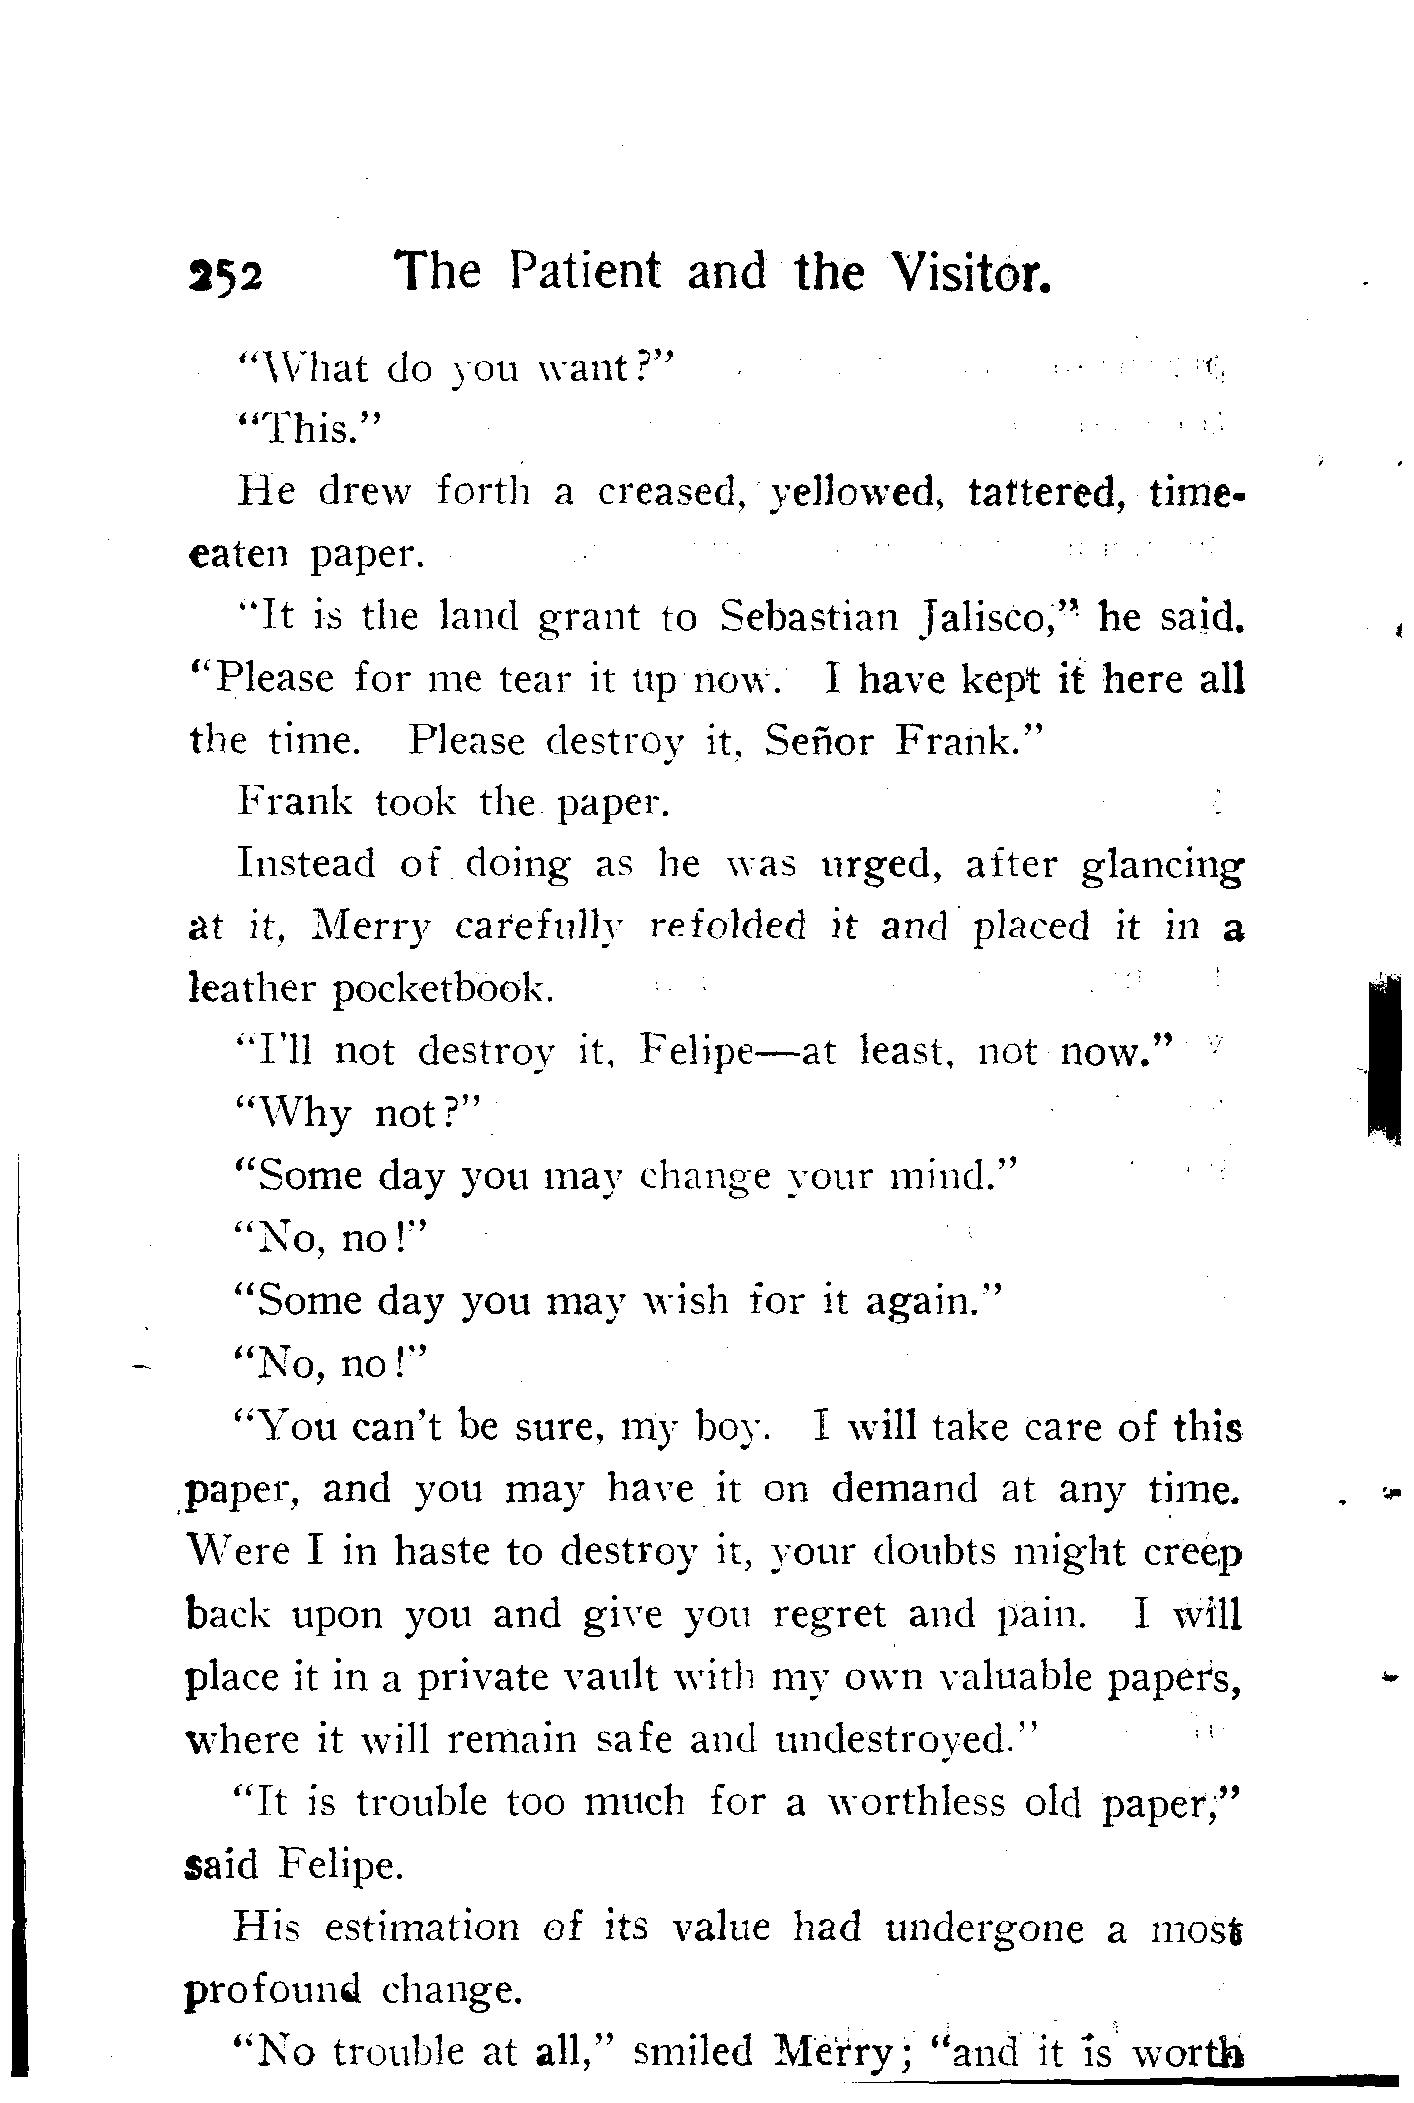 252 The Patient and the Visitor.
"What do you want?"
"This."
He drew forth a creased, yellowed, tattered, time-
eaten paper.
"It is the land grant to Sebastian Jalisco," he said.
"Please for me tear it up now. I have kept it here all
the time. Please destroy it, Señor Frank."
Frank took the paper.
Instead of doing as he was urged, after glancing
at it, Merry carefully refolded it and placed it in a
leather pocketbook.
"I'll not destroy it, Felipe—at least, not now."
"Why not?"
"Some day you may change your mind."
"No, no!"
"Some day you may wish for it again."
"No, no!"
"You can't be sure, my boy. I will take care of this
paper, and you may have it on demand at any time.
Were I in haste to destroy it, your doubts might creep
back upon you and give you regret and pain. I will
place it in a private vault with my own valuable papers,
where it will remain safe and undestroyed."
"It is trouble too much for a worthless old paper,"
said Felipe.
His estimation of its value had undergone a most
profound change.
"No trouble at all," smiled Merry; "and it is worth